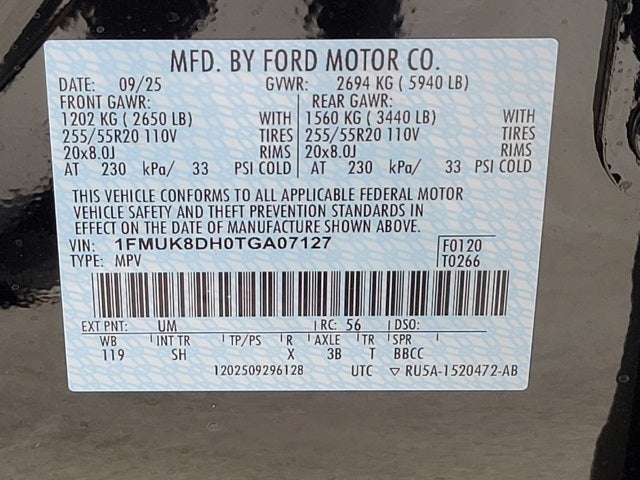 MFD. BY FORD MOTOR CO.
DATE: 09/25 GVWR: 2694 KG ( 5940 LB)
FRONT GAWR: REAR GAWR:
1202 KG ( 2650 LB) WITH 1560 KG ( 3440 LB) WITH
255/55R20 110V TIRES 255/55R20 110V TIRES
20x8.0J RIMS 20x8.0J RIMS
AT 230 kPa/ 33 PSI COLD AT 230 kPa/ 33 PSI COLD
THIS VEHICLE CONFORMS TO ALL APPLICABLE FEDERAL MOTOR
VEHICLE SAFETY AND THEFT PREVENTION STANDARDS IN
EFFECT ON THE DATE OF MANUFACTURE SHOWN ABOVE.
VIN: 1FMUK8DH0TGA07127 F0120
TYPE: MPV T0266
EXT PNT: UM RC: 56 DSO:
WB INT TR TP/PS R AXLE TR SPR
119 SH X 3B T BBCC
1202509296128 UTC ▽ RU5A-1520472-AB